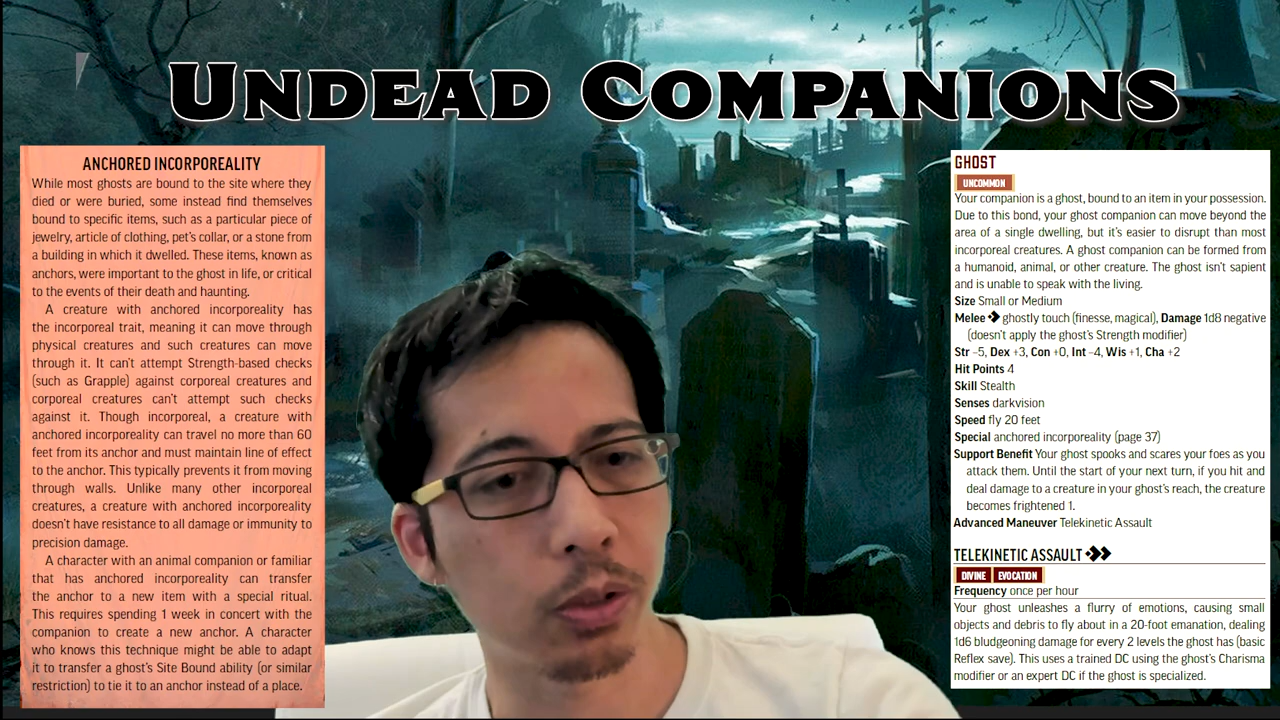 UNDEAD COMPANIONS
ANCHORED INCORPOREALITY
While most ghosts are bound to the site where they
died or were buried, some instead find themselves
bound to specific items, such as a particular piece of
jewelry, article of clothing, pet's collar, or a stone from
a building in which it dwelled. These items, known as
anchors, were important to the ghost in life, or critical
to the events of their death and haunting.
A creature with anchored incorporeality has
the incorporeal trait, meaning it can move through
physical creatures and such creatures can move
through it. It can't attempt Strength-based checks
(such as Grapple) against corporeal creatures and
corporeal creatures can't attempt such checks
against it. Though incorporeal, a creature with
anchored incorporeality can travel no more than 60
feet from its anchor and must maintain line of effect
to the anchor. This typically prevents it from moving
through walls. Unlike many other incorporeal
creatures, a creature with anchored incorporeality
doesn't have resistance to all damage or immunity to
precision damage.
A character with an animal companion or familiar
that has anchored incorporeality can transfer
the anchor to a new item with a special ritual.
This requires spending 1 week in concert with the
companion to create a new anchor. A character
who knows this technique might be able to adapt
it to transfer a ghost's Site Bound ability (or similar
restriction) to tie it to an anchor instead of a place.
GHOST
UNCOMMON
Your companion is a ghost, bound to an item in your possession.
Due to this bond, your ghost companion can move beyond the
area of a single dwelling, but it's easier to disrupt than most
incorporeal creatures. A ghost companion can be formed from
a humanoid, animal, or other creature. The ghost isn't sapient
and is unable to speak with the living.
Size Small or Medium
Melee ghostly touch (finesse, magical), Damage 1d8 negative
(doesn't apply the ghost's Strength modifier)
Str -5, Dex +3, Con +0, Int -4, Wis +1, Cha +2
Hit Points 4
Skill Stealth
Senses darkvision
Speed fly 20 feet
Special anchored incorporeality (page 37)
Support Benefit Your ghost spooks and scares your foes as you
attack them. Until the start of your next turn, if you hit and
deal damage to a creature in your ghost's reach, the creature
becomes frightened 1.
Advanced Maneuver Telekinetic Assault
TELEKINETIC ASSAULT
DIVINE EVOCATION
Frequency once per hour
Your ghost unleashes a flurry of emotions, causing small
objects and debris to fly about in a 20-foot emanation, dealing
1d6 bludgeoning damage for every 2 levels the ghost has (basic
Reflex save). This uses a trained DC using the ghost's Charisma
modifier or an expert DC if the ghost is specialized.